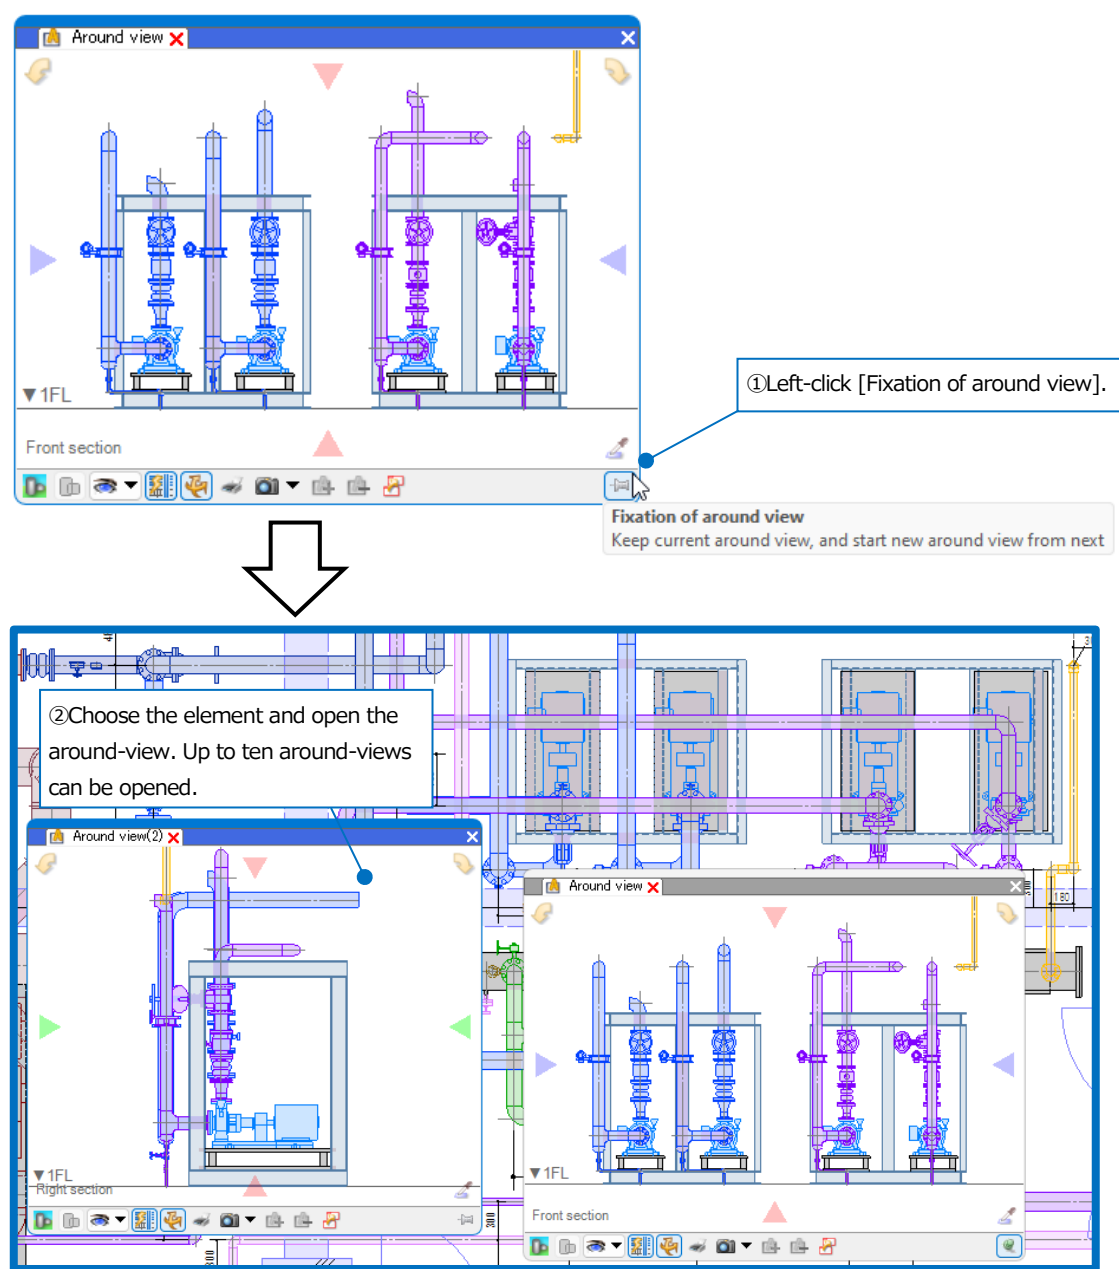 Around view
▼1FL
Front section
①Left-click [Fixation of around view].
Fixation of around view
Keep current around view, and start new around view from next
②Choose the element and open the
around-view. Up to ten around-views
can be opened.
Around view(2)
▼1FL
Right section
Around view
▼1FL
Front section
180
300